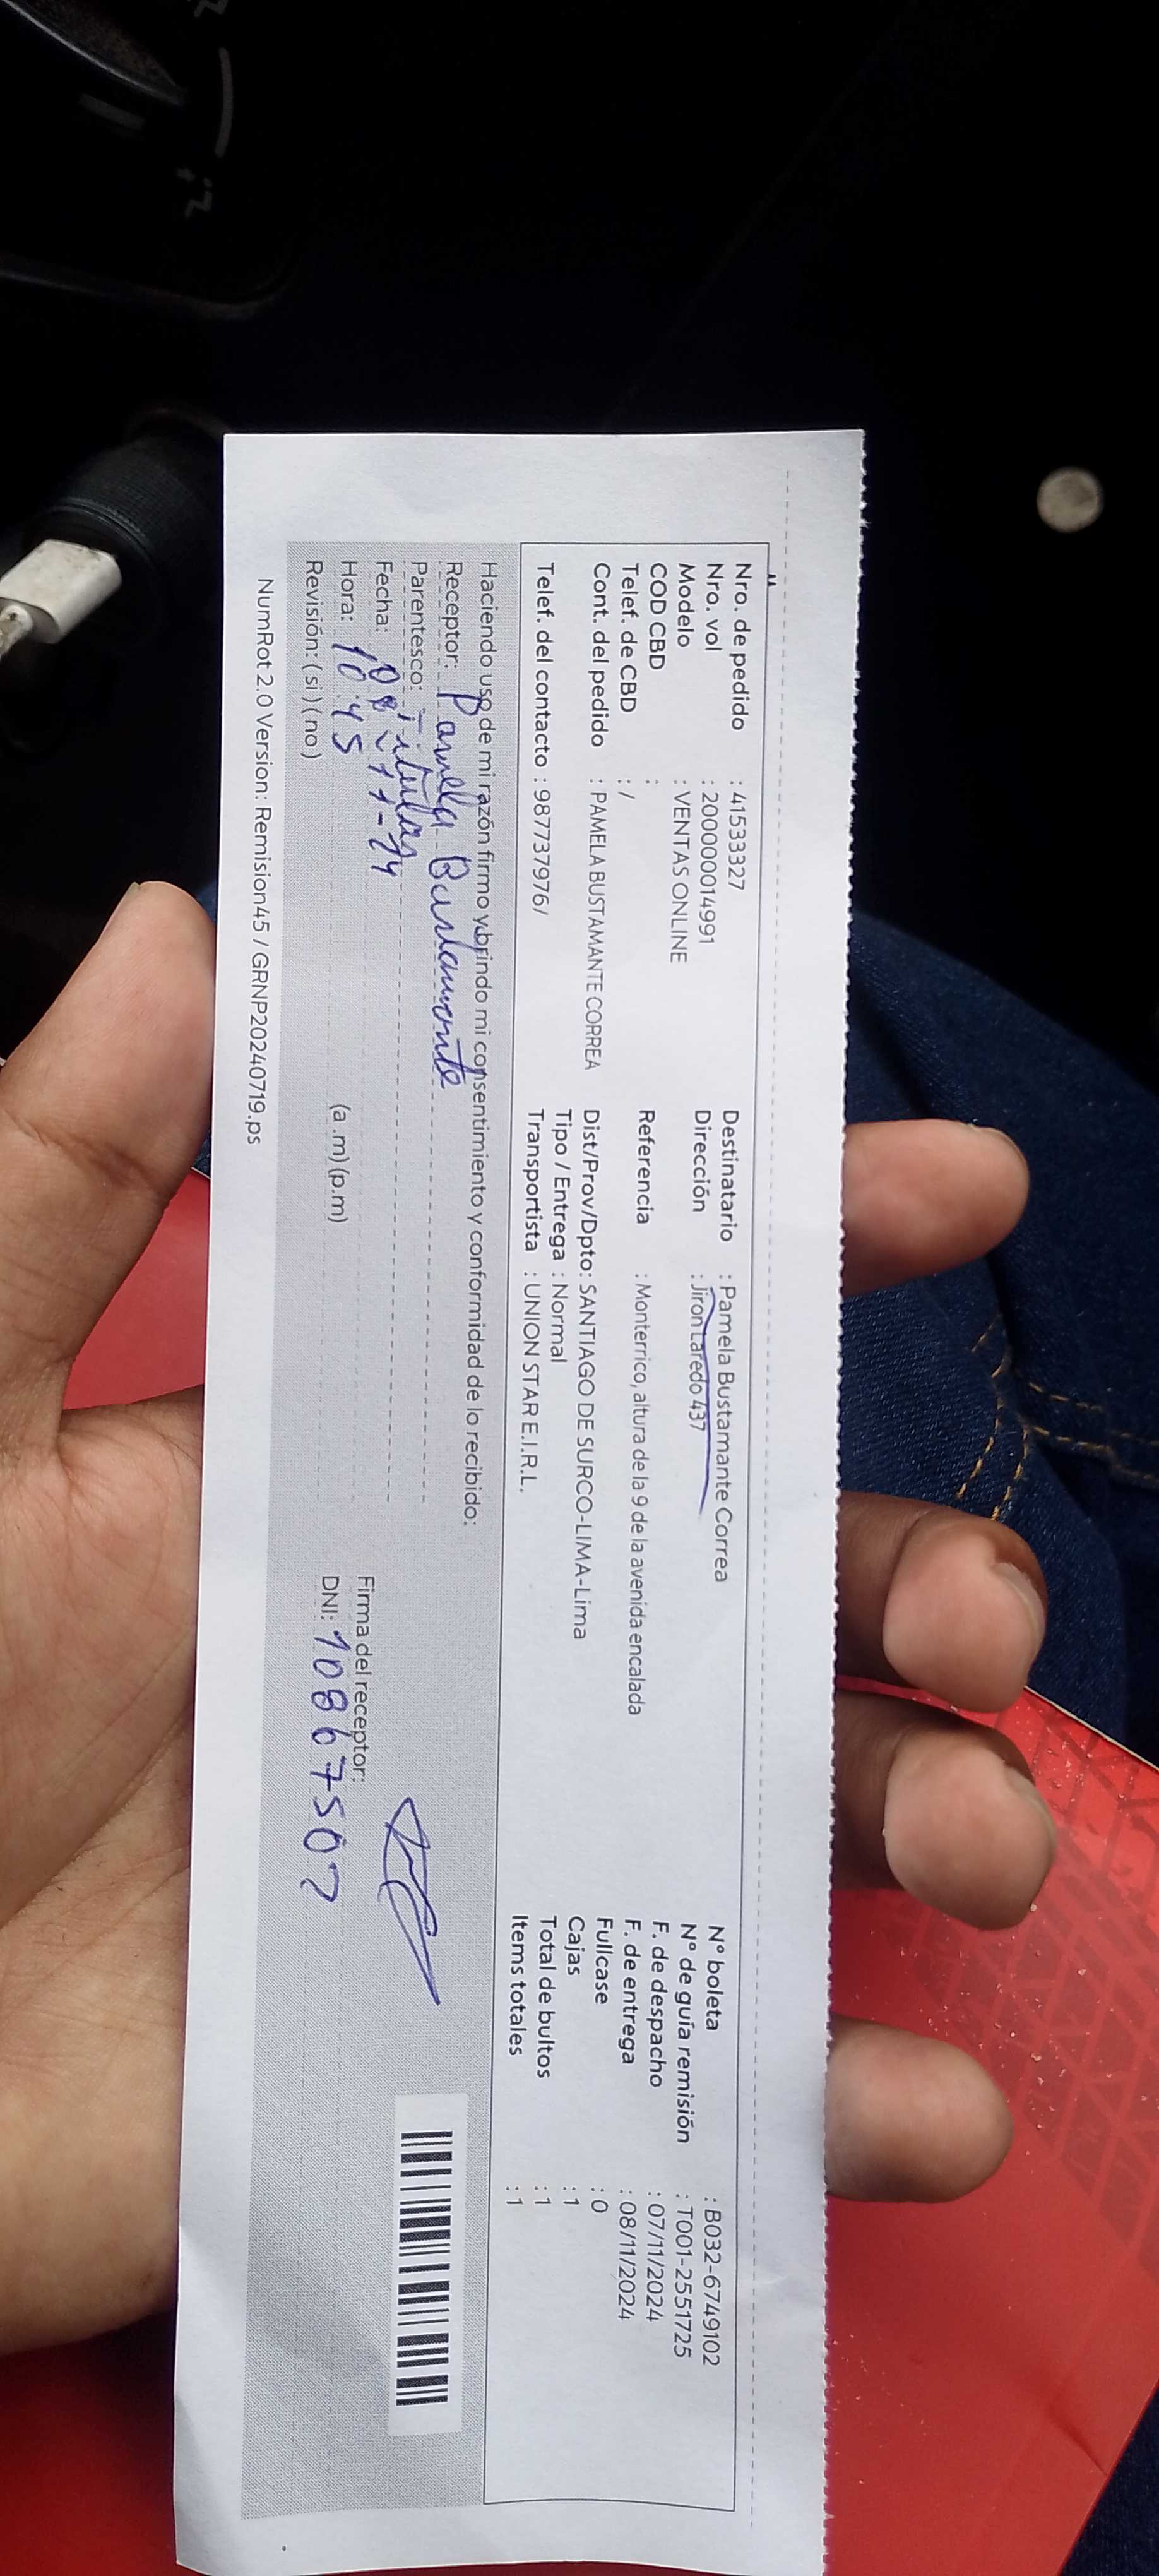 Nro. de pedido : 41533327
Nro. vol : 200000014991
Modelo : VENTAS ONLINE
COD CBD :
Telef. de CBD : /
Cont. del pedido : PAMELA BUSTAMANTE CORREA
Telef. del contacto : 987737976/
Destinatario : Pamela Bustamante Correa
Dirección : Jiron Laredo 437
Referencia : Monterrico, altura de la 9 de la avenida encalada
Dist/Prov/Dpto: SANTIAGO DE SURCO-LIMA-Lima
Tipo / Entrega : Normal
Transportista : UNION STAR E.I.R.L.
N° boleta : B032-6749102
N° de guía remisión : T001-2551725
F. de despacho : 07/11/2024
F. de entrega : 08/11/2024
Fullcase : 0
Cajas : 1
Total de bultos : 1
Items totales : 1
Haciendo uso de mi razón firmo y brindo mi consentimiento y conformidad de lo recibido:
Receptor: Pamela Bustamante
Parentesco: Titular
Fecha: 08-11-24
Hora: 10:45 (a .m) (p.m)
Revisión: ( si ) ( no )
Firma del receptor:
DNI: 10867502
NumRot 2.0 Version: Remision45 / GRNP20240719.ps